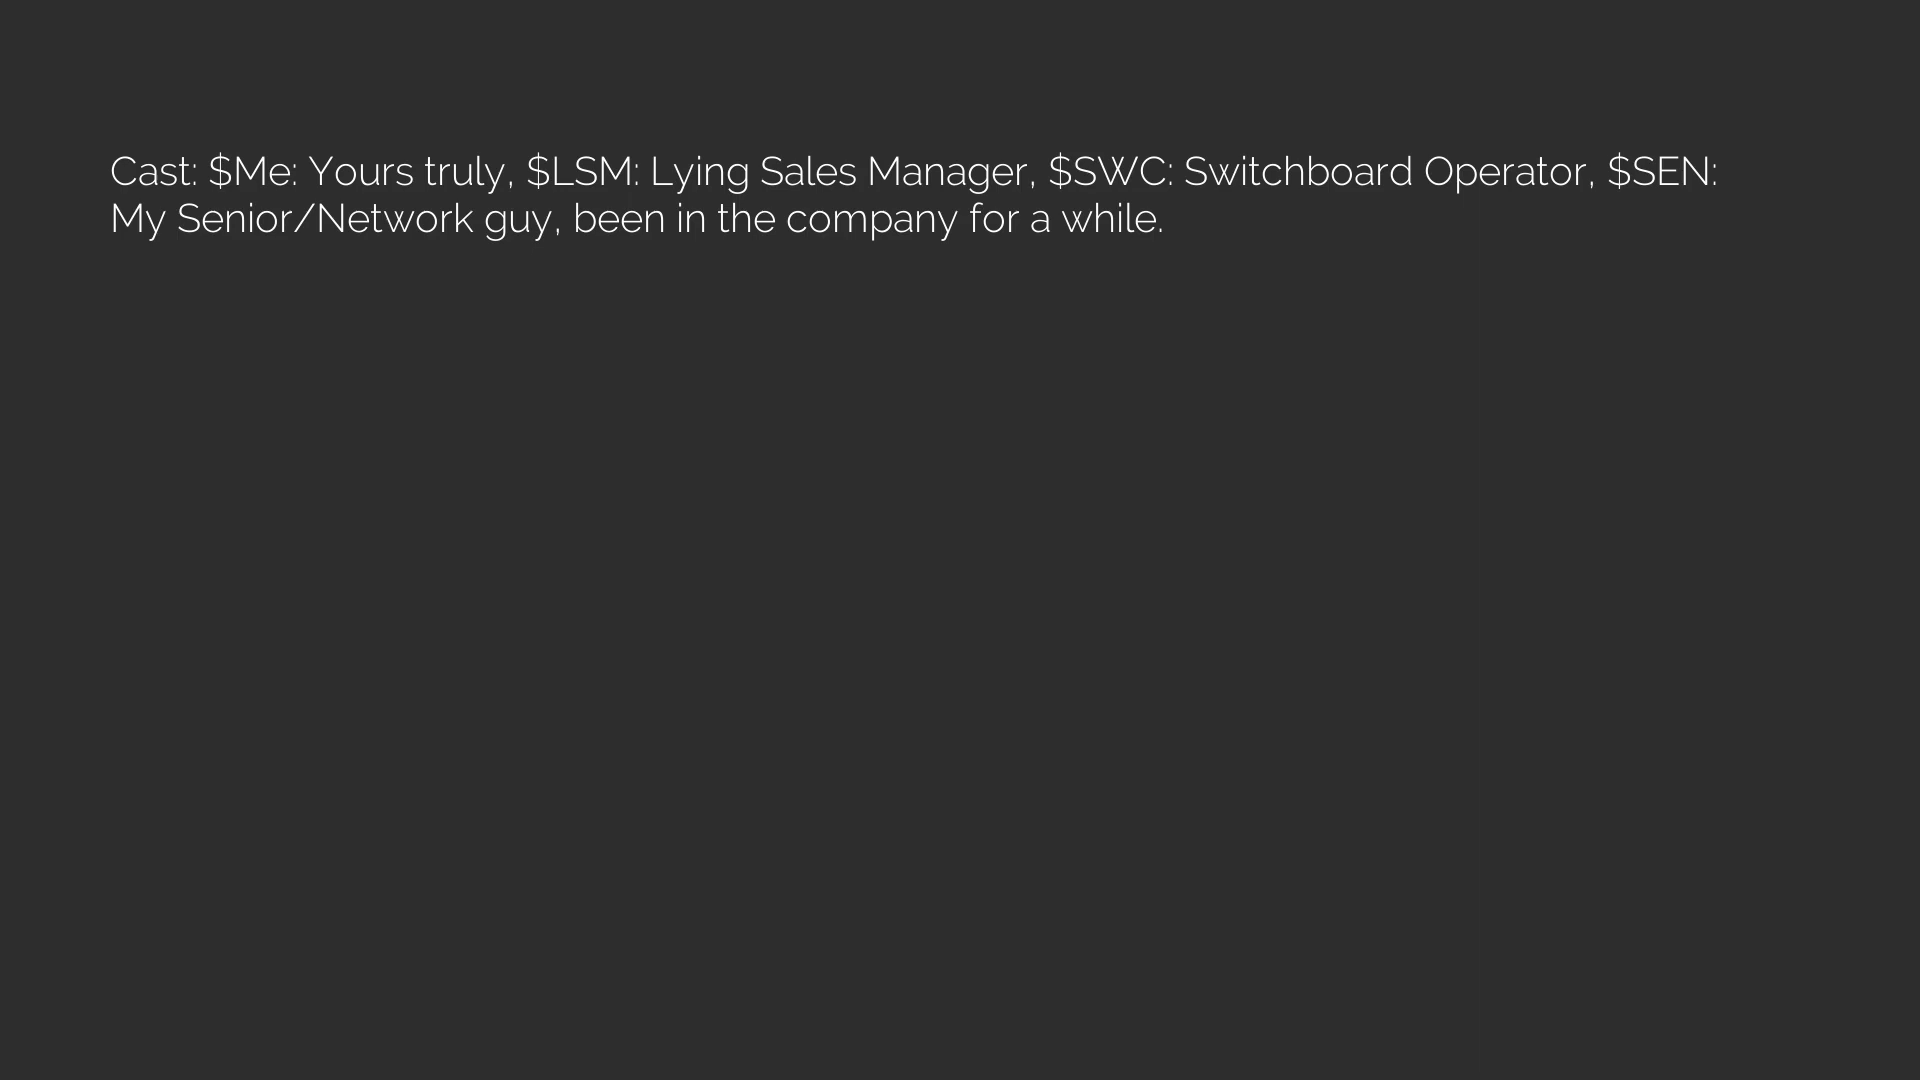 Cast: $Me: Yours truly, $LSM: Lying Sales Manager, $SWC: Switchboard Operator, $SEN:
My Senior/Network guy, been in the company for a while.